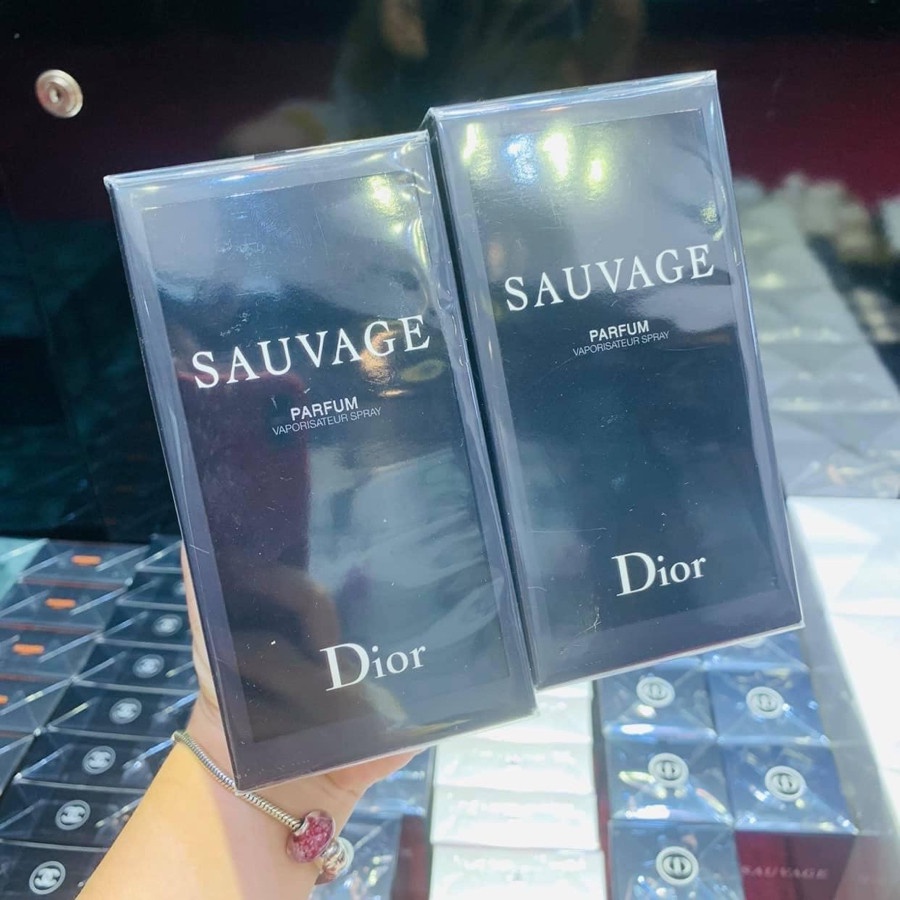 SAUVAGE
PARFUM
VAPORISATEUR SPRAY
Dior
SAUVAGE
PARFUM
VAPORISATEUR SPRAY
Dior
SAUVAGE